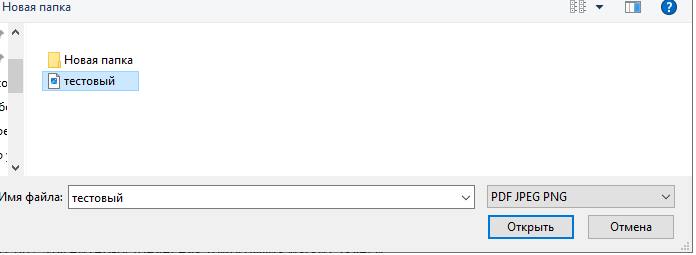 Новая папка
Новая папка
тестовый
Имя файла:
тестовый
PDF JPEG PNG
Открыть
Отмена